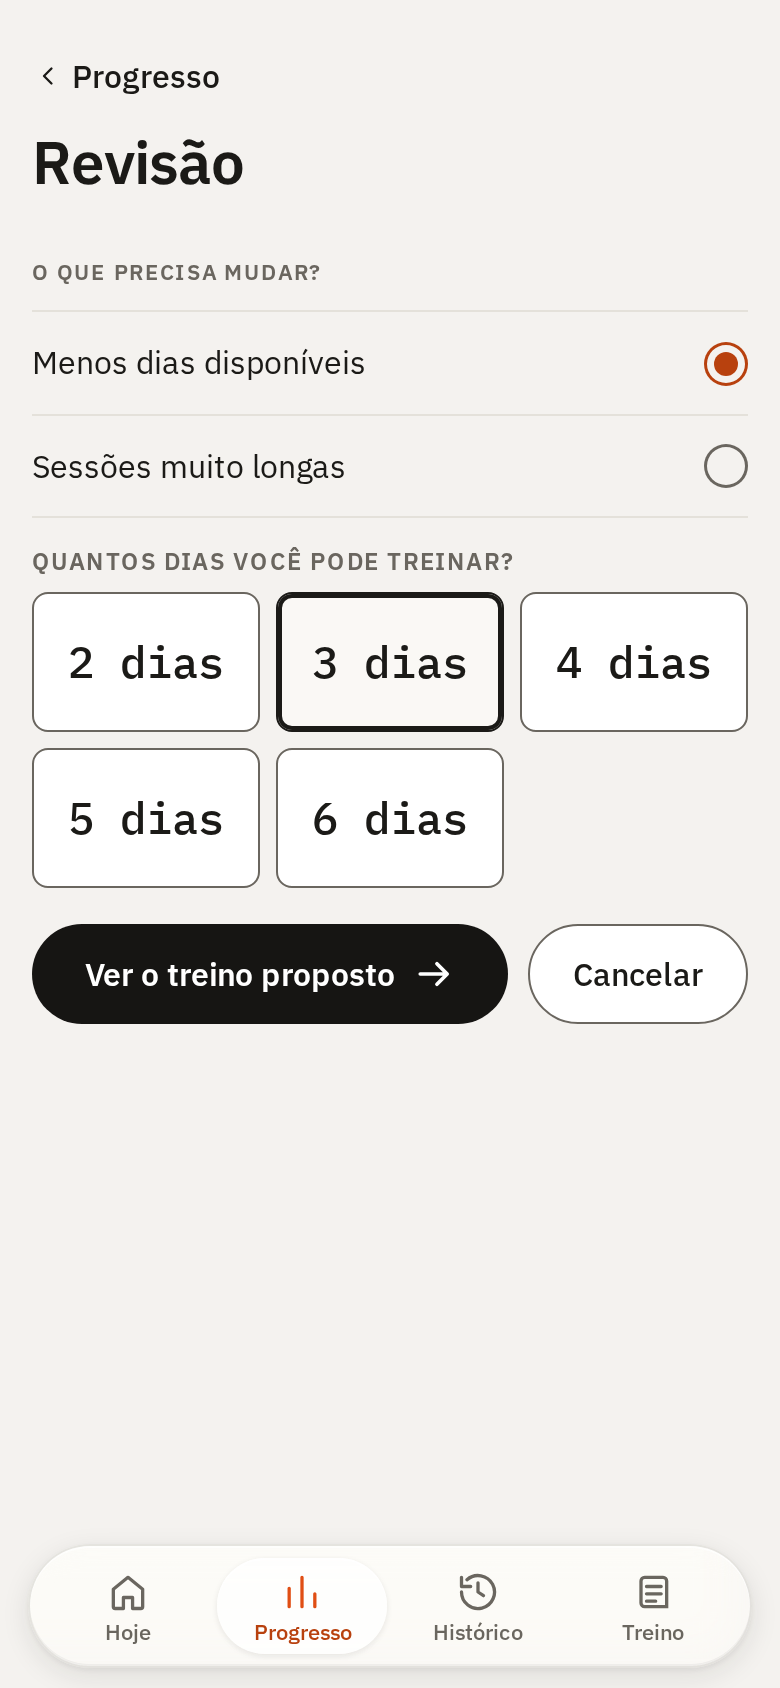 Progresso
Revisão
O QUE PRECISA MUDAR?
Menos dias disponíveis
Sessões muito longas
QUANTOS DIAS VOCÊ PODE TREINAR?
2 dias
3 dias
4 dias
5 dias
6 dias
Ver o treino proposto
Cancelar
Hoje
Progresso
Histórico
Treino